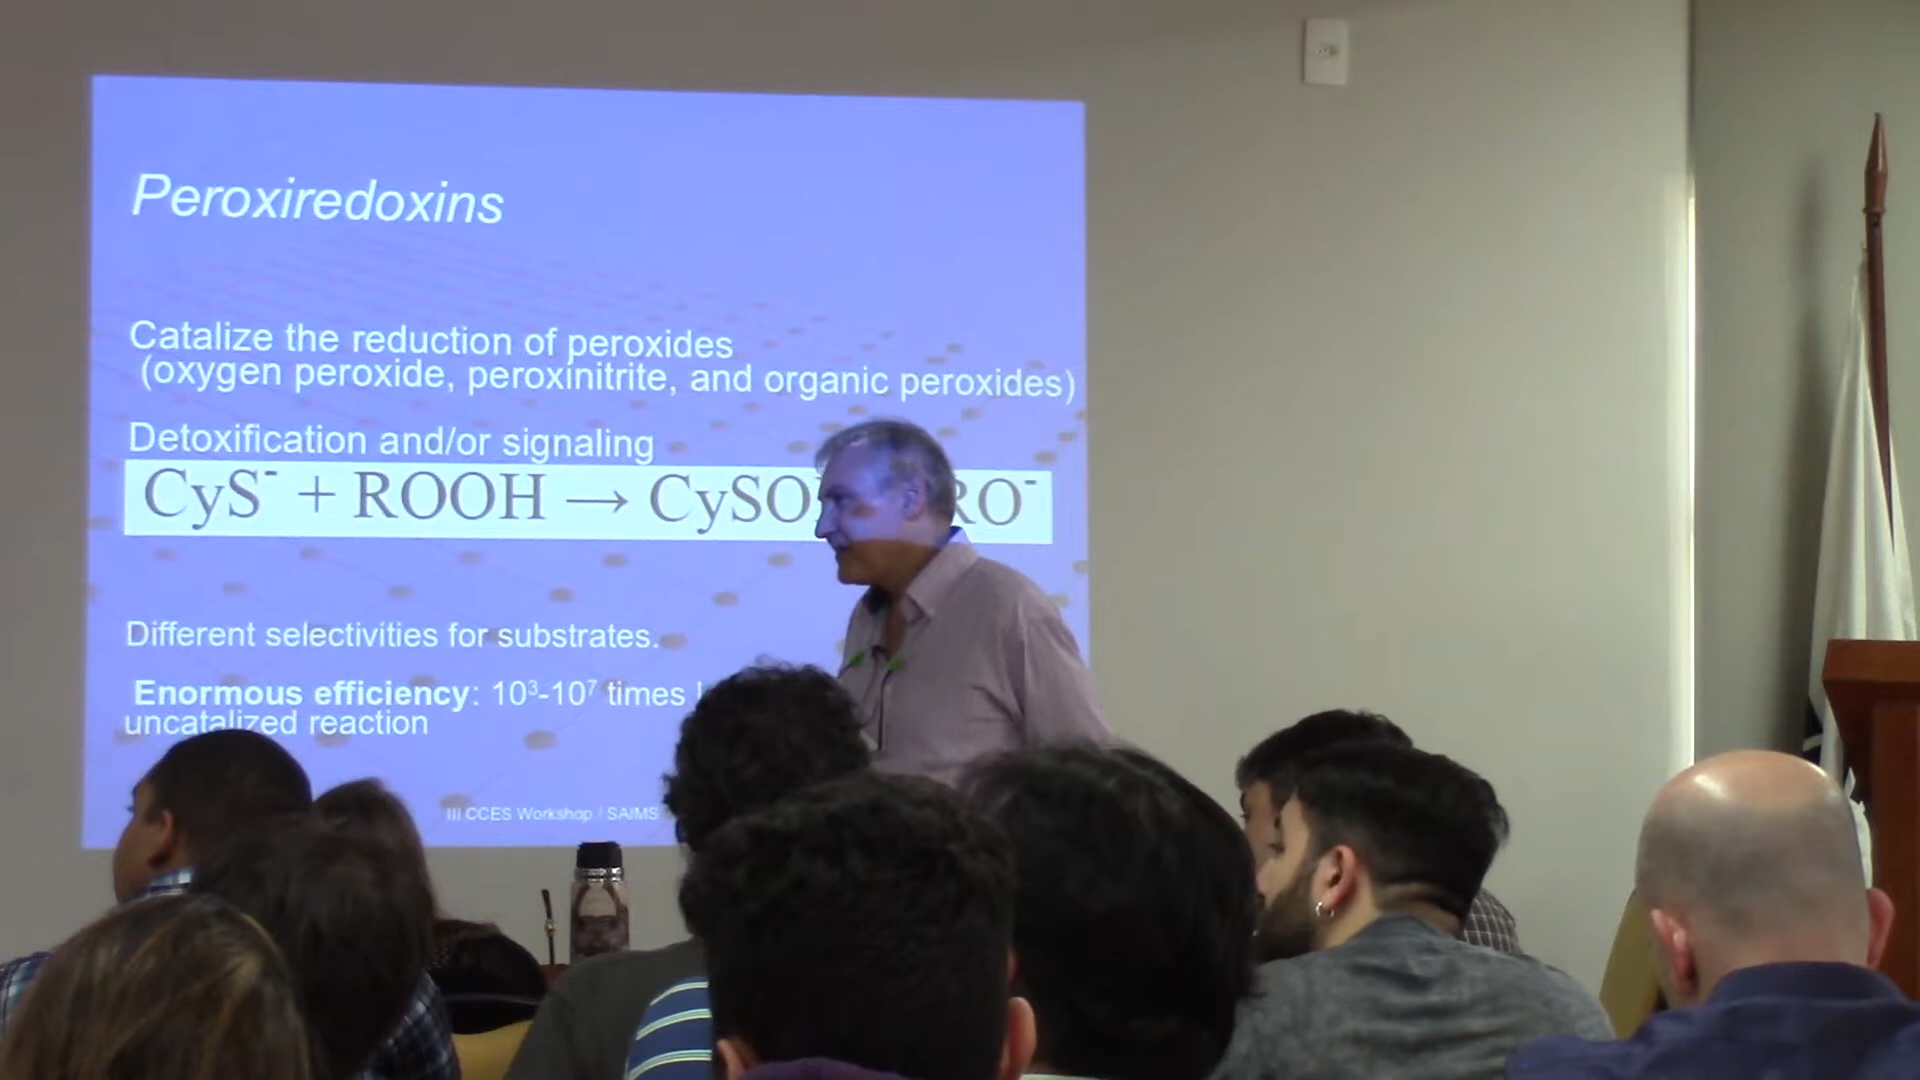 Peroxiredoxins
Catalize the reduction of peroxides
(oxygen peroxide, peroxinitrite, and organic peroxides)
Detoxification and/or signaling
CyS⁻ + ROOH → CySO RO⁻
Different selectivities for substrates.
Enormous efficiency: 10³-10⁷ times
uncatalized reaction
III CCES Workshop / SAIMS